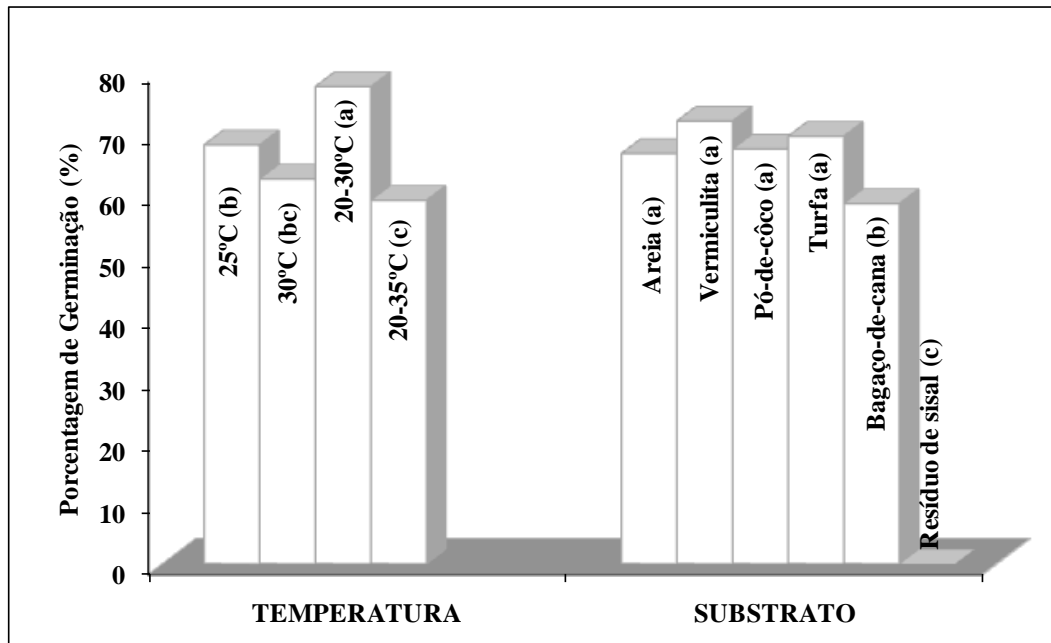 Porcentagem de Germinação (%)
80
70
60
50
40
30
20
10
0
25ºC (b)
30ºC (bc)
20-30ºC (a)
20-35ºC (c)
Areia (a)
Vermiculita (a)
Pó-de-côco (a)
Turfa (a)
Bagaço-de-cana (b)
Resíduo de sisal (c)
TEMPERATURA
SUBSTRATO